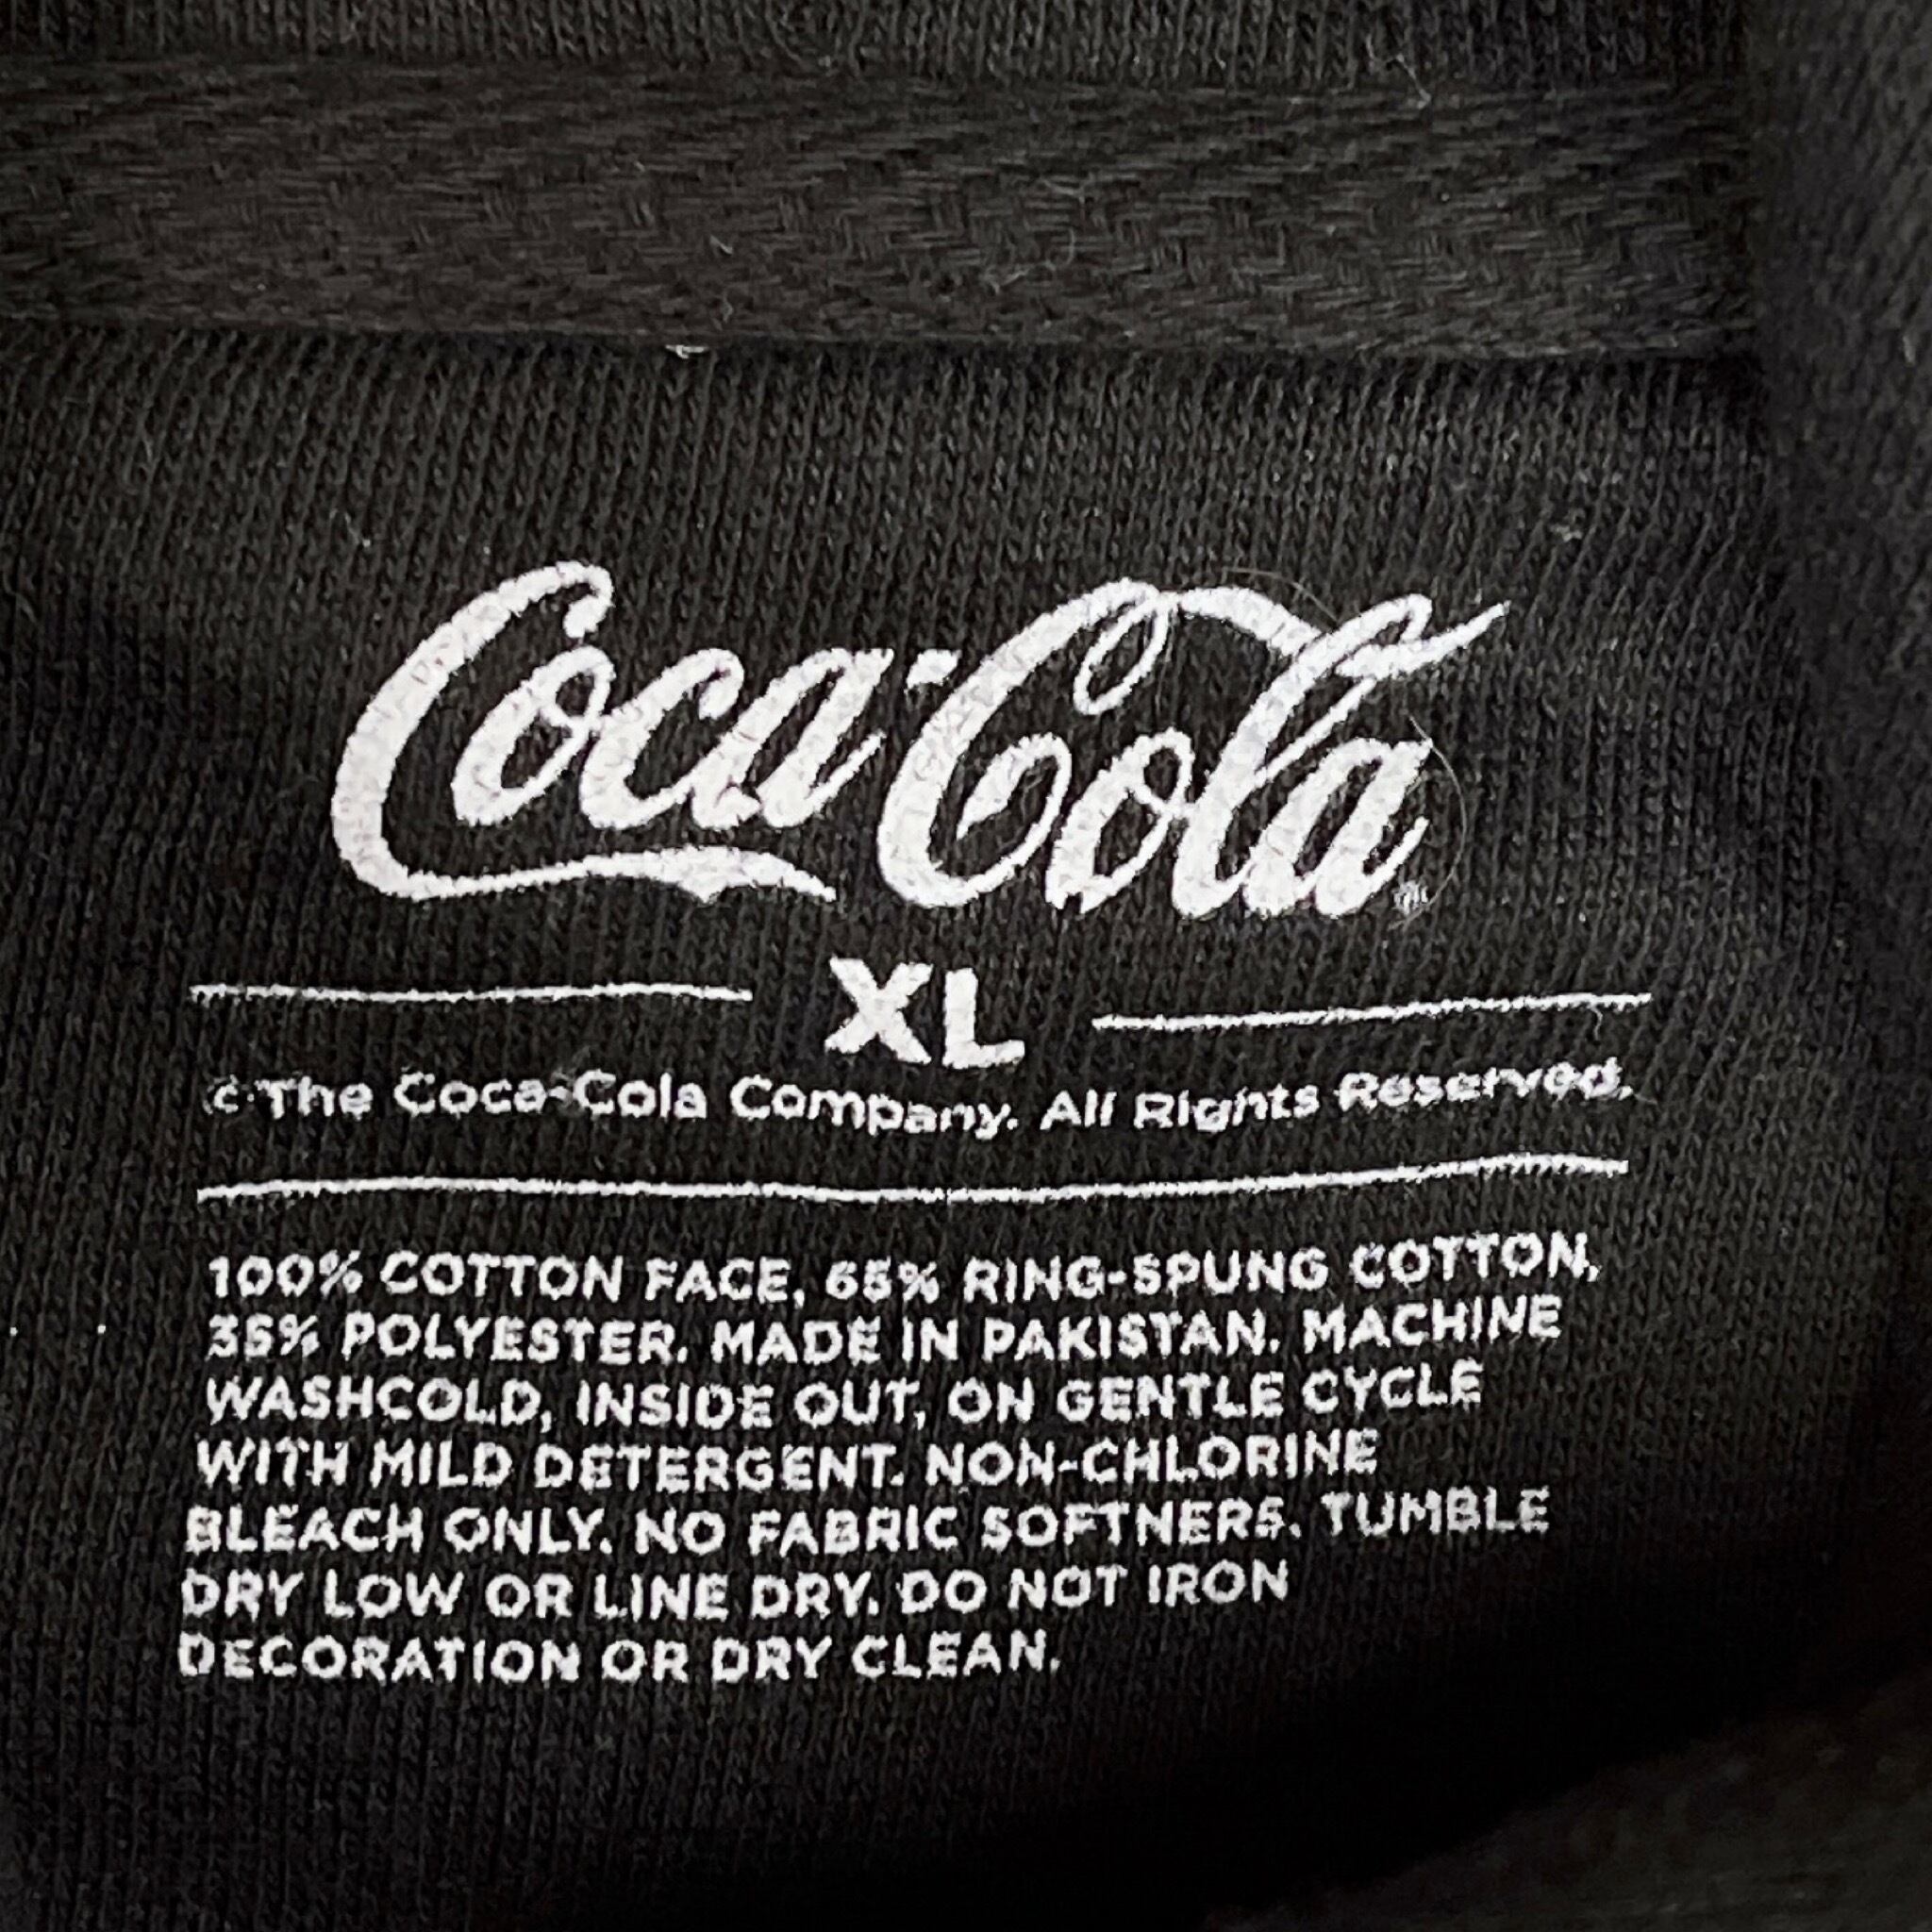 Coca-Cola
XL
© The Coca-Cola Company. All Rights Reserved.
100% COTTON FACE, 65% RING-SPUNG COTTON,
35% POLYESTER. MADE IN PAKISTAN. MACHINE
WASHCOLD, INSIDE OUT, ON GENTLE CYCLE
WITH MILD DETERGENT. NON-CHLORINE
BLEACH ONLY. NO FABRIC SOFTNERS. TUMBLE
DRY LOW OR LINE DRY. DO NOT IRON
DECORATION OR DRY CLEAN.